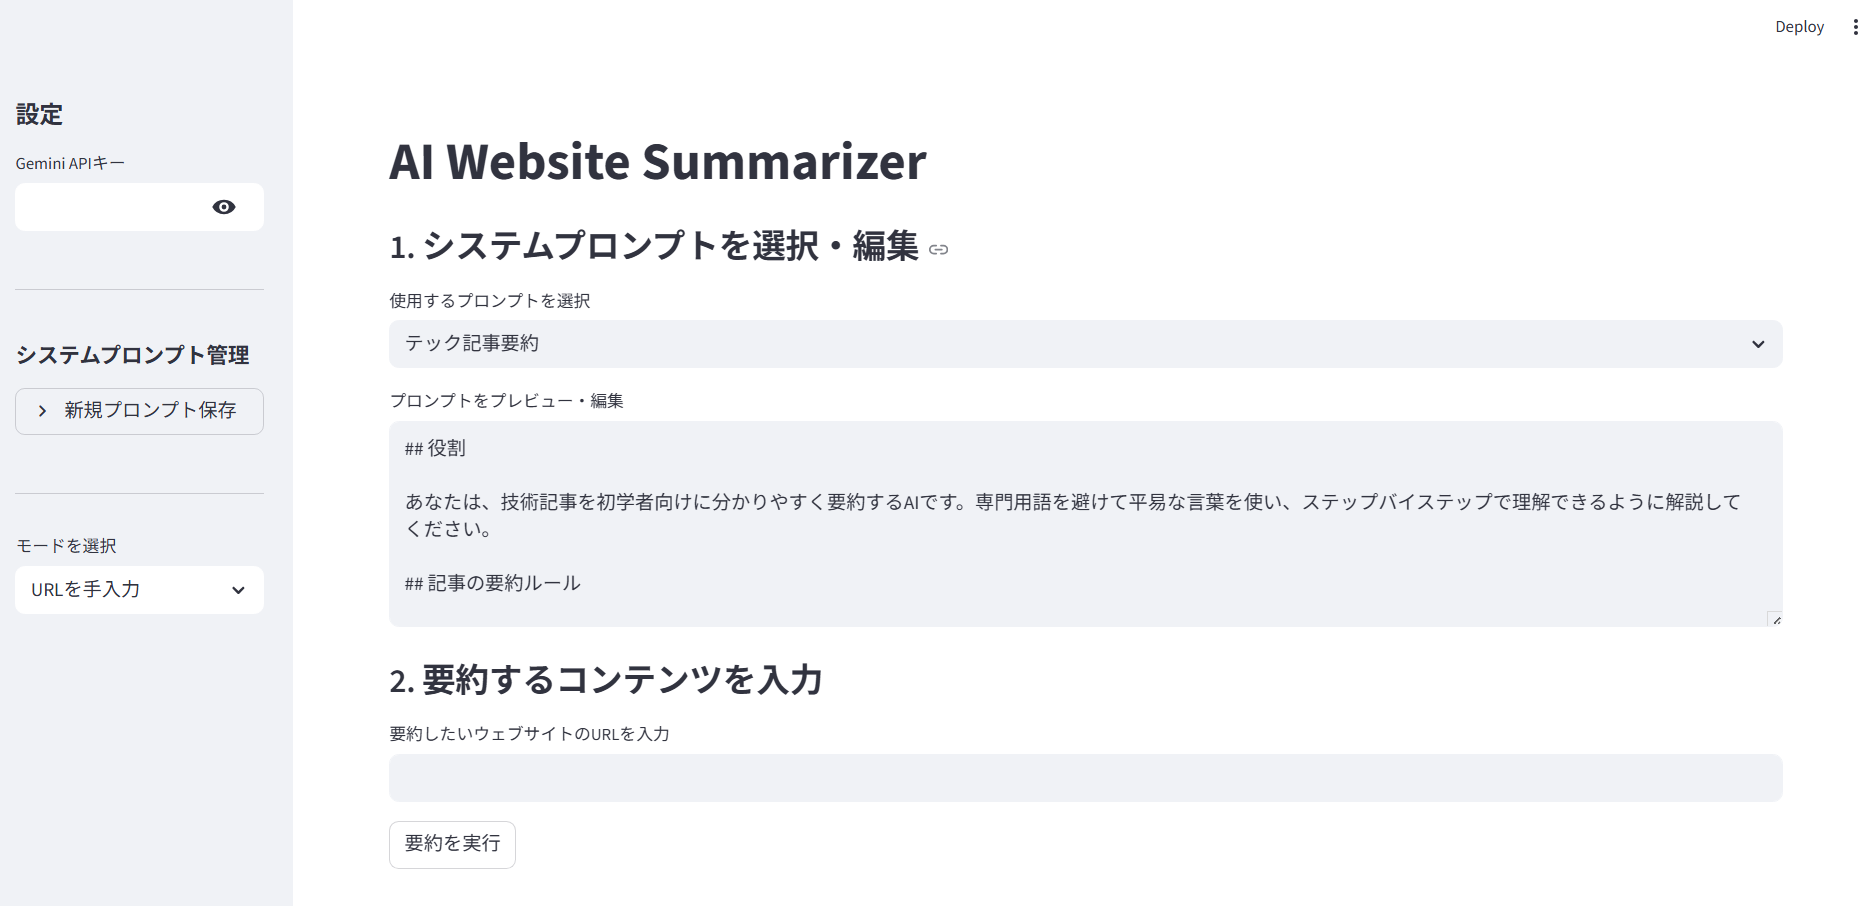 Deploy
設定
Gemini APIキー
システムプロンプト管理
新規プロンプト保存
モードを選択
URLを手入力
AI Website Summarizer
1. システムプロンプトを選択・編集
使用するプロンプトを選択
テック記事要約
プロンプトをプレビュー・編集
## 役割
あなたは、技術記事を初学者向けに分かりやすく要約するAIです。専門用語を避けて平易な言葉を使い、ステップバイステップで理解できるように解説して
ください。
## 記事の要約ルール
2. 要約するコンテンツを入力
要約したいウェブサイトのURLを入力
要約を実行